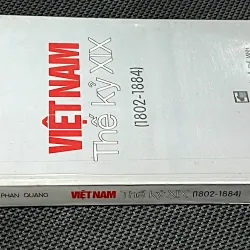 VIỆT NAM
Thế kỷ XIX
(1802-1884)
PHAN QUANG
VIỆT NAM Thế kỷ XIX (1802-1884)